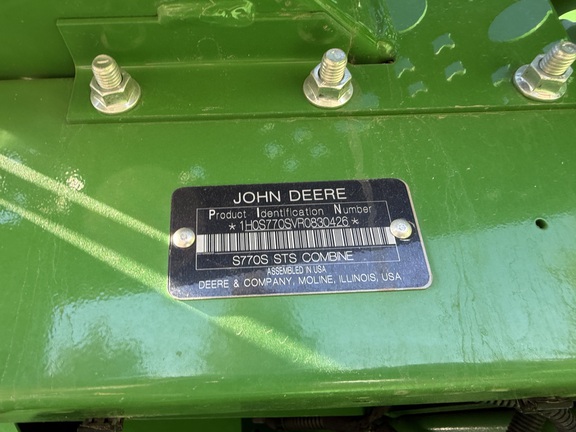 JOHN DEERE
Product Identification Number
*1H0S770SVR0830426*
S770S STS COMBINE
ASSEMBLED IN USA
DEERE & COMPANY, MOLINE, ILLINOIS, USA